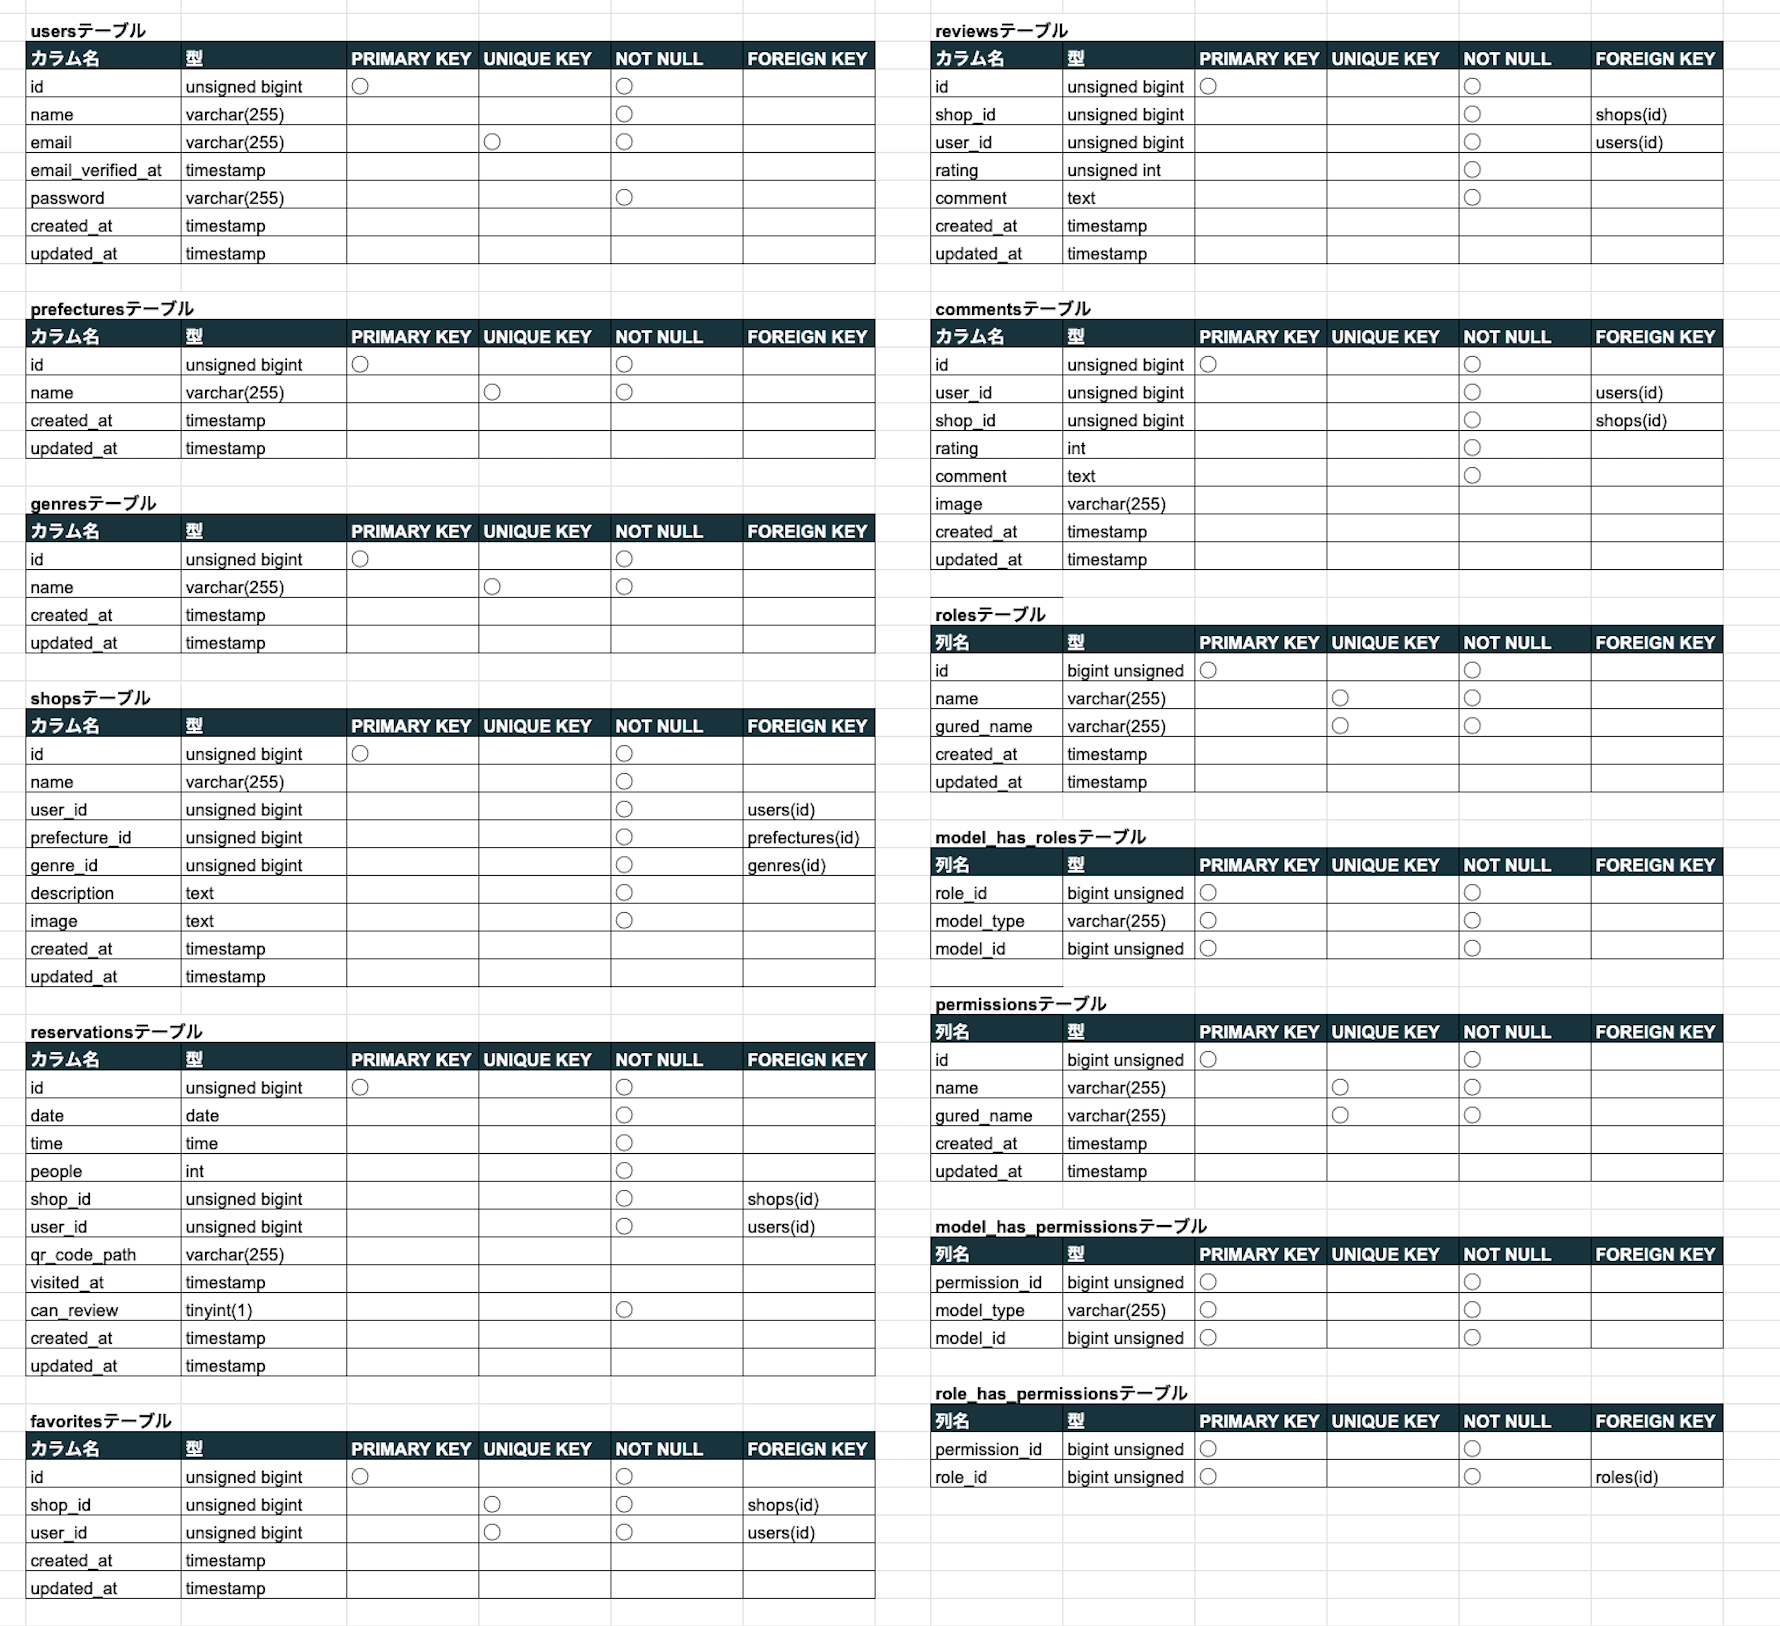 usersテーブル
カラム名 型 PRIMARY KEY UNIQUE KEY NOT NULL FOREIGN KEY
id unsigned bigint ○ ○
name varchar(255) ○
email varchar(255) ○ ○
email_verified_at timestamp
password varchar(255) ○
created_at timestamp
updated_at timestamp
prefecturesテーブル
カラム名 型 PRIMARY KEY UNIQUE KEY NOT NULL FOREIGN KEY
id unsigned bigint ○ ○
name varchar(255) ○ ○
created_at timestamp
updated_at timestamp
genresテーブル
カラム名 型 PRIMARY KEY UNIQUE KEY NOT NULL FOREIGN KEY
id unsigned bigint ○ ○
name varchar(255) ○ ○
created_at timestamp
updated_at timestamp
shopsテーブル
カラム名 型 PRIMARY KEY UNIQUE KEY NOT NULL FOREIGN KEY
id unsigned bigint ○ ○
name varchar(255) ○
user_id unsigned bigint ○ users(id)
prefecture_id unsigned bigint ○ prefectures(id)
genre_id unsigned bigint ○ genres(id)
description text ○
image text ○
created_at timestamp
updated_at timestamp
reservationsテーブル
カラム名 型 PRIMARY KEY UNIQUE KEY NOT NULL FOREIGN KEY
id unsigned bigint ○ ○
date date ○
time time ○
people int ○
shop_id unsigned bigint ○ shops(id)
user_id unsigned bigint ○ users(id)
qr_code_path varchar(255)
visited_at timestamp
can_review tinyint(1) ○
created_at timestamp
updated_at timestamp
favoritesテーブル
カラム名 型 PRIMARY KEY UNIQUE KEY NOT NULL FOREIGN KEY
id unsigned bigint ○ ○
shop_id unsigned bigint ○ ○ shops(id)
user_id unsigned bigint ○ ○ users(id)
created_at timestamp
updated_at timestamp
reviewsテーブル
カラム名 型 PRIMARY KEY UNIQUE KEY NOT NULL FOREIGN KEY
id unsigned bigint ○ ○
shop_id unsigned bigint ○ shops(id)
user_id unsigned bigint ○ users(id)
rating unsigned int ○
comment text ○
created_at timestamp
updated_at timestamp
commentsテーブル
カラム名 型 PRIMARY KEY UNIQUE KEY NOT NULL FOREIGN KEY
id unsigned bigint ○ ○
user_id unsigned bigint ○ users(id)
shop_id unsigned bigint ○ shops(id)
rating int ○
comment text ○
image varchar(255)
created_at timestamp
updated_at timestamp
rolesテーブル
列名 型 PRIMARY KEY UNIQUE KEY NOT NULL FOREIGN KEY
id bigint unsigned ○ ○
name varchar(255) ○ ○
gured_name varchar(255) ○ ○
created_at timestamp
updated_at timestamp
model_has_rolesテーブル
列名 型 PRIMARY KEY UNIQUE KEY NOT NULL FOREIGN KEY
role_id bigint unsigned ○ ○
model_type varchar(255) ○ ○
model_id bigint unsigned ○ ○
permissionsテーブル
列名 型 PRIMARY KEY UNIQUE KEY NOT NULL FOREIGN KEY
id bigint unsigned ○ ○
name varchar(255) ○ ○
gured_name varchar(255) ○ ○
created_at timestamp
updated_at timestamp
model_has_permissionsテーブル
列名 型 PRIMARY KEY UNIQUE KEY NOT NULL FOREIGN KEY
permission_id bigint unsigned ○ ○
model_type varchar(255) ○ ○
model_id bigint unsigned ○ ○
role_has_permissionsテーブル
列名 型 PRIMARY KEY UNIQUE KEY NOT NULL FOREIGN KEY
permission_id bigint unsigned ○ ○
role_id bigint unsigned ○ ○ roles(id)